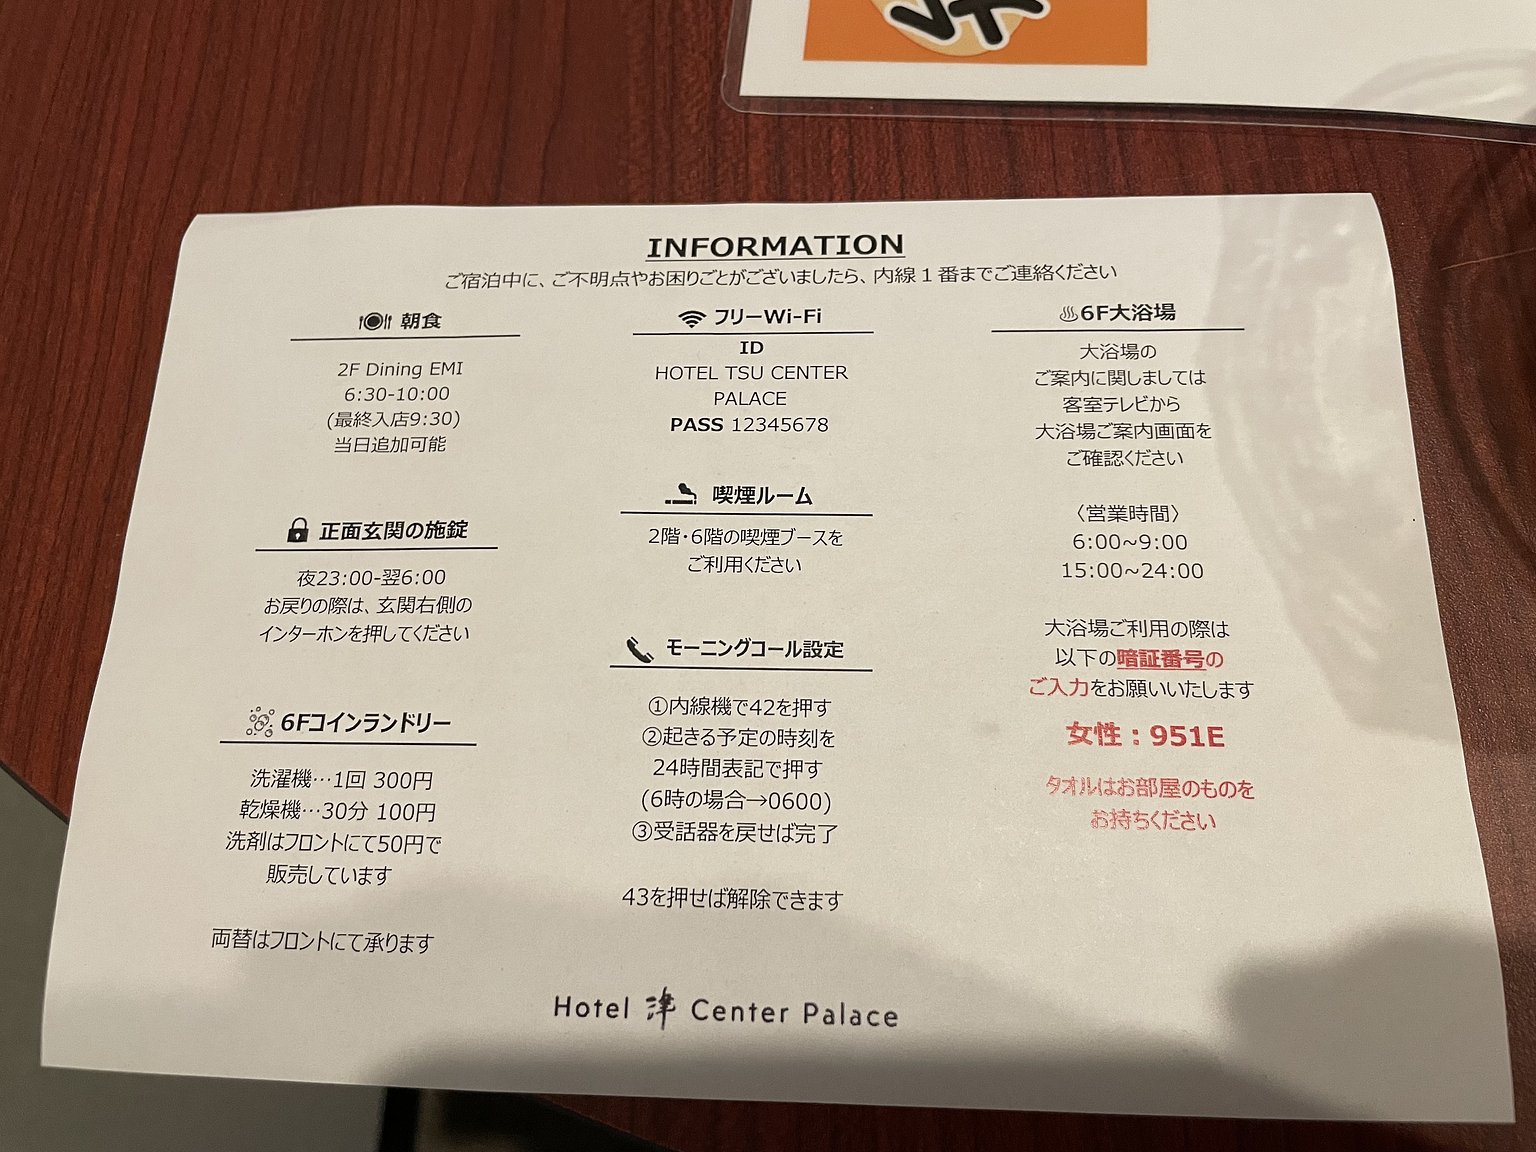 INFORMATION
ご宿泊中に、ご不明点やお困りごとがございましたら、内線1番までご連絡ください
朝食
2F Dining EMI
6:30-10:00
(最終入店9:30)
当日追加可能
正面玄関の施錠
夜23:00-翌6:00
お戻りの際は、玄関右側の
インターホンを押してください
6Fコインランドリー
洗濯機…1回 300円
乾燥機…30分 100円
洗剤はフロントにて50円で
販売しています
両替はフロントにて承ります
フリーWi-Fi
ID
HOTEL TSU CENTER
PALACE
PASS 12345678
喫煙ルーム
2階・6階の喫煙ブースを
ご利用ください
モーニングコール設定
①内線機で42を押す
②起きる予定の時刻を
24時間表記で押す
(6時の場合→0600)
③受話器を戻せば完了
43を押せば解除できます
6F大浴場
大浴場の
ご案内に関しましては
客室テレビから
大浴場ご案内画面を
ご確認ください
〈営業時間〉
6:00~9:00
15:00~24:00
大浴場ご利用の際は
以下の暗証番号の
ご入力をお願いいたします
女性：951E
タオルはお部屋のものを
お持ちください
Hotel 津 Center Palace